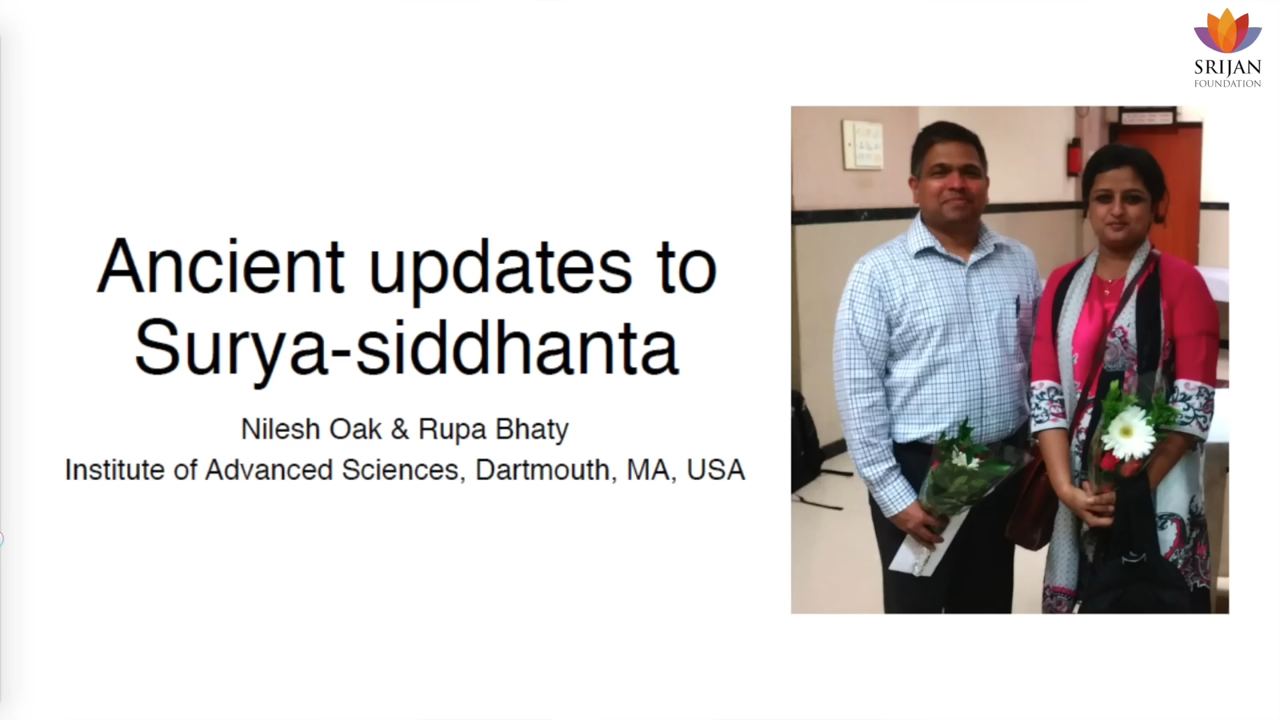 SRIJAN
FOUNDATION
Ancient updates to
Surya-siddhanta
Nilesh Oak & Rupa Bhaty
Institute of Advanced Sciences, Dartmouth, MA, USA